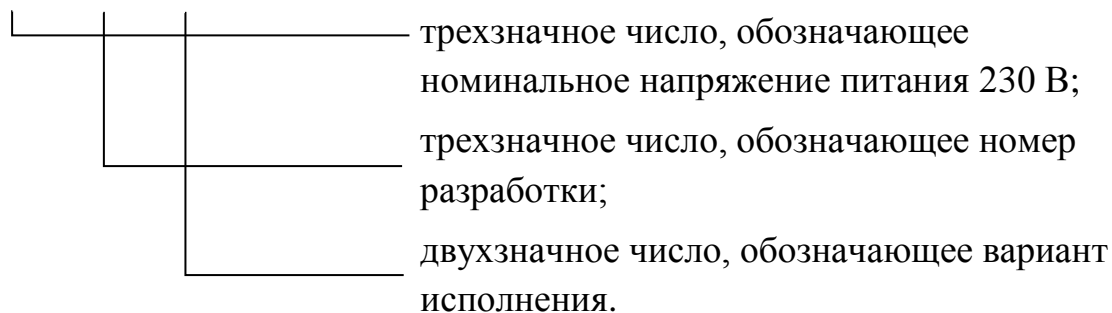 трехзначное число, обозначающее
номинальное напряжение питания 230 В;
трехзначное число, обозначающее номер
разработки;
двухзначное число, обозначающее вариант
исполнения.